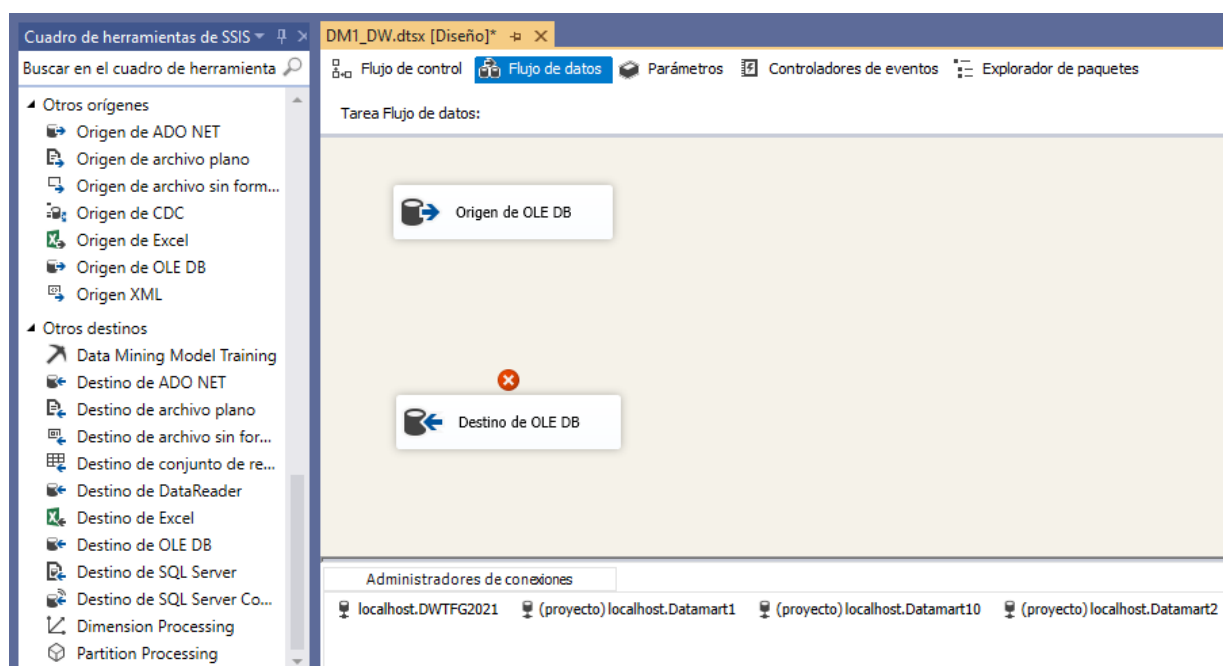 Cuadro de herramientas de SSIS
Buscar en el cuadro de herramienta
Otros orígenes
Origen de ADO NET
Origen de archivo plano
Origen de archivo sin form...
Origen de CDC
Origen de Excel
Origen de OLE DB
Origen XML
Otros destinos
Data Mining Model Training
Destino de ADO NET
Destino de archivo plano
Destino de archivo sin for...
Destino de conjunto de re...
Destino de DataReader
Destino de Excel
Destino de OLE DB
Destino de SQL Server
Destino de SQL Server Co...
Dimension Processing
Partition Processing
DM1_DW.dtsx [Diseño]*
Flujo de control Flujo de datos Parámetros Controladores de eventos Explorador de paquetes
Tarea Flujo de datos:
Origen de OLE DB
Destino de OLE DB
Administradores de conexiones
localhost.DWTFG2021 (proyecto) localhost.Datamart1 (proyecto) localhost.Datamart10 (proyecto) localhost.Datamart2